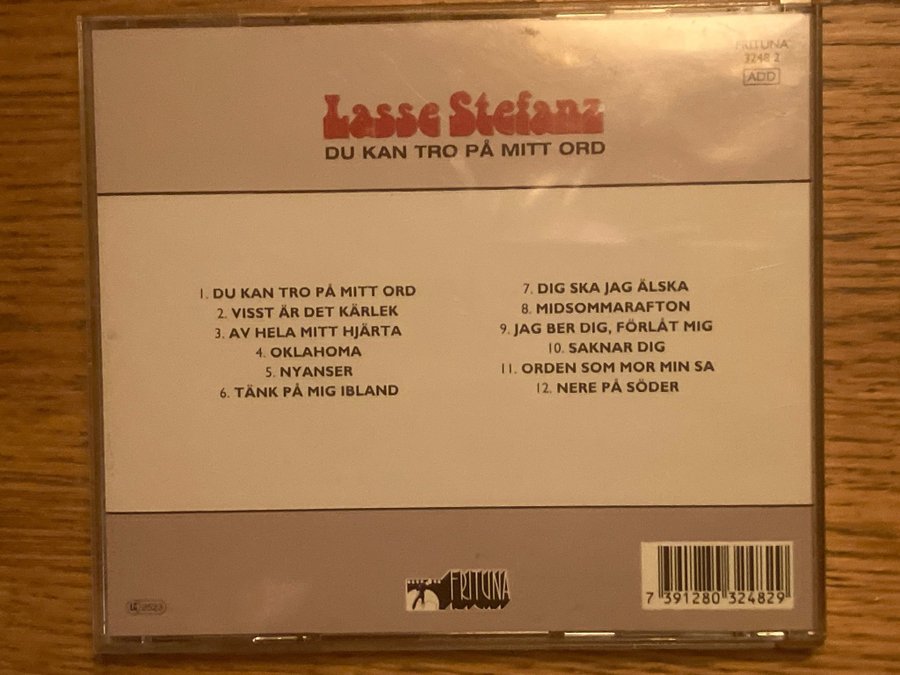 FRITUNA
3248 2
ADD
Lasse Stefanz
DU KAN TRO PÅ MITT ORD
1. DU KAN TRO PÅ MITT ORD
2. VISST ÄR DET KÄRLEK
3. AV HELA MITT HJÄRTA
4. OKLAHOMA
5. NYANSER
6. TÄNK PÅ MIG IBLAND
7. DIG SKA JAG ÄLSKA
8. MIDSOMMARAFTON
9. JAG BER DIG, FÖRLÅT MIG
10. SAKNAR DIG
11. ORDEN SOM MOR MIN SA
12. NERE PÅ SÖDER
LC 2523
FRITUNA
7 391280 324829